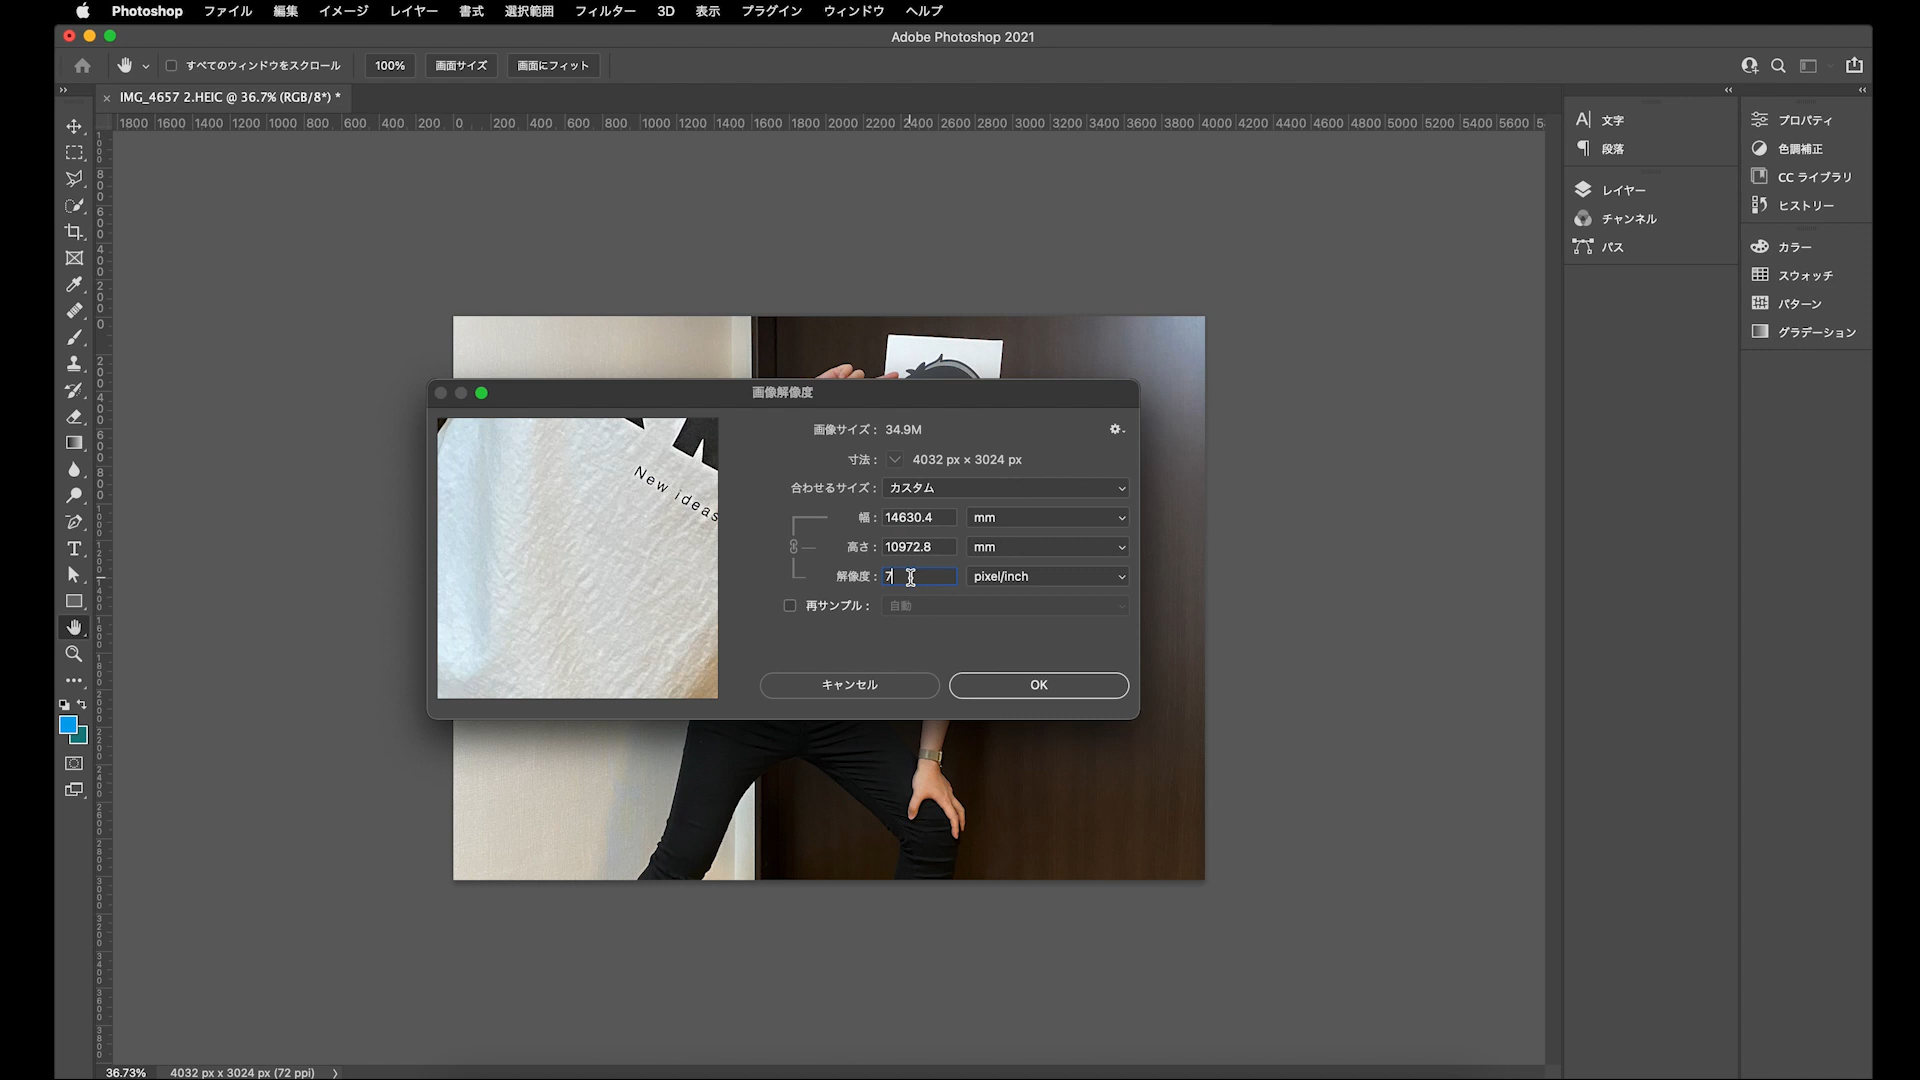 Photoshop ファイル 編集 イメージ レイヤー 書式 選択範囲 フィルター 3D 表示 プラグイン ウィンドウ ヘルプ
Adobe Photoshop 2021
すべてのウィンドウをスクロール 100% 画面サイズ 画面にフィット
IMG_4657 2.HEIC @ 36.7% (RGB/8*) *
1800 1600 1400 1200 1000 800 600 400 200 0 200 400 600 800 1000 1200 1400 1600 1800 2000 2200 2400 2600 2800 3000 3200 3400 3600 3800 4000 4200 4400 4600 4800 5000 5200 5400 5600
文字
段落
レイヤー
チャンネル
パス
プロパティ
色調補正
CC ライブラリ
ヒストリー
カラー
スウォッチ
パターン
グラデーション
画像解像度
画像サイズ： 34.9M
寸法： 4032 px × 3024 px
合わせるサイズ： カスタム
幅： 14630.4 mm
高さ： 10972.8 mm
解像度： 7 pixel/inch
再サンプル： 自動
キャンセル OK
New ideas
36.73% 4032 px x 3024 px (72 ppi)